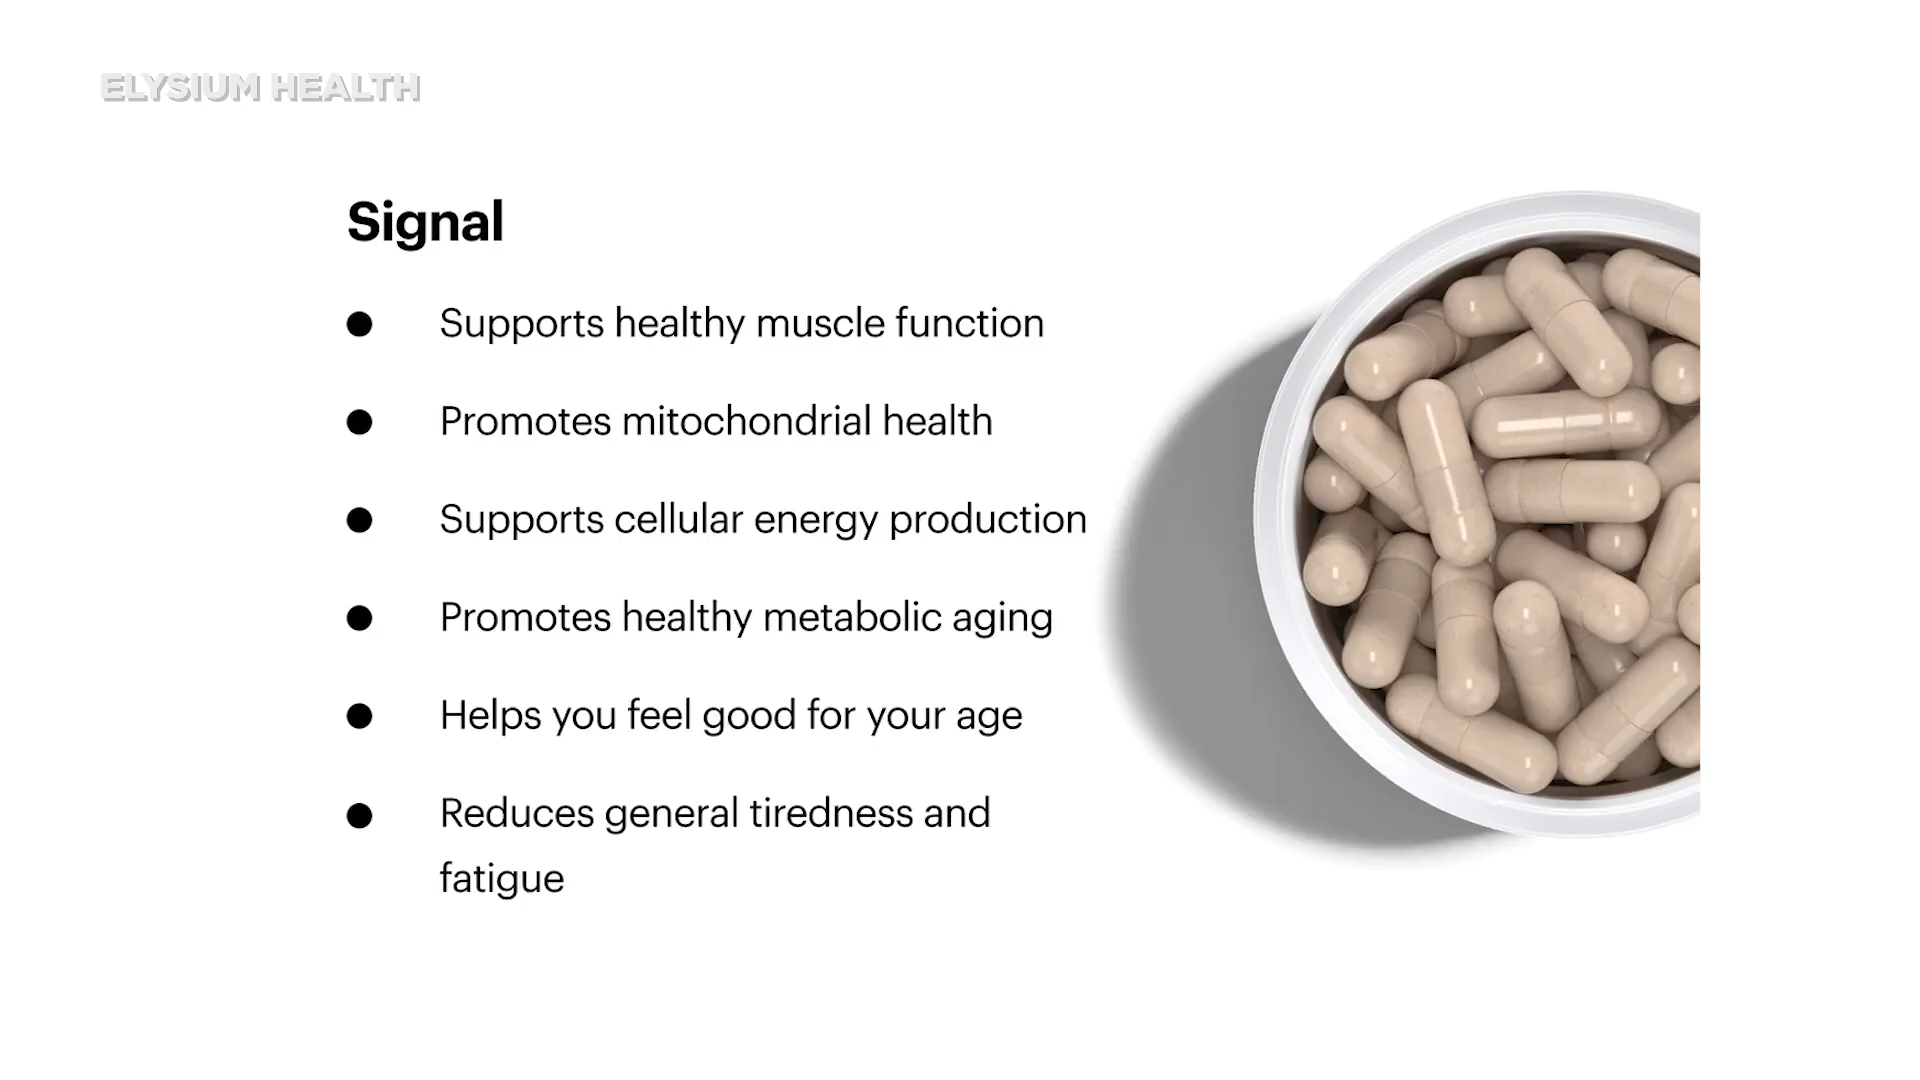 ELYSIUM HEALTH
Signal
Supports healthy muscle function
Promotes mitochondrial health
Supports cellular energy production
Promotes healthy metabolic aging
Helps you feel good for your age
Reduces general tiredness and
fatigue